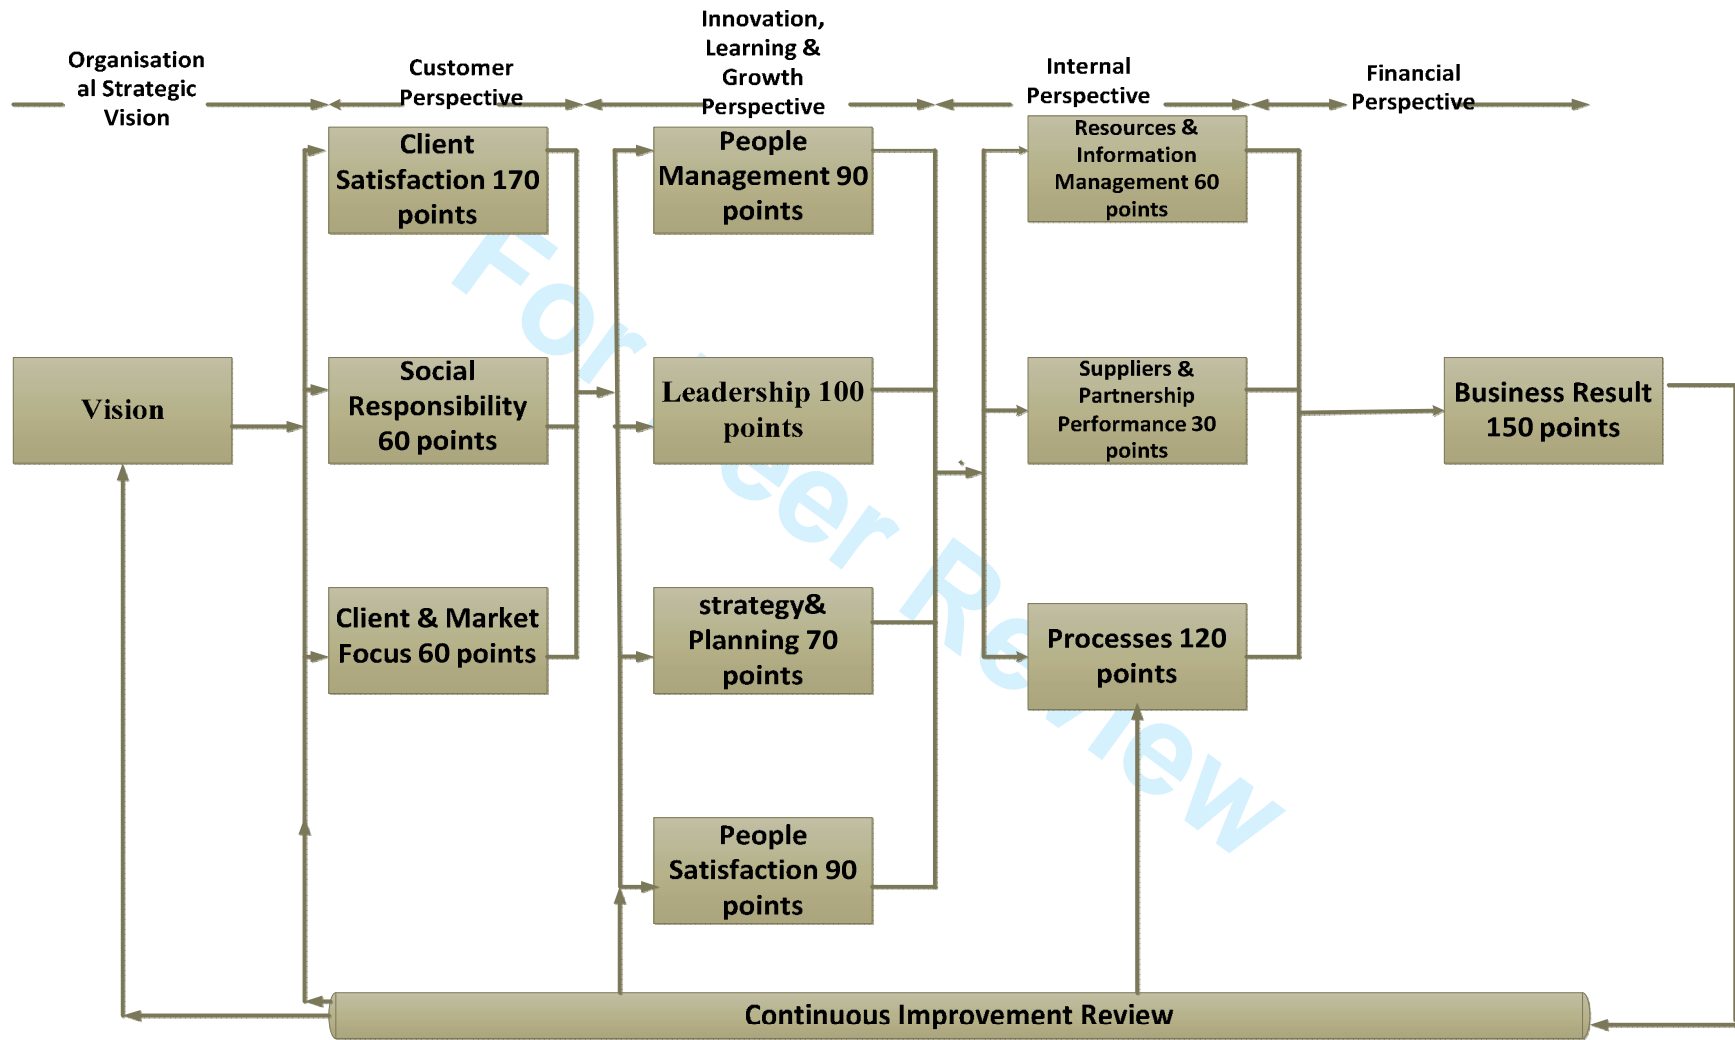 Organisation
al Strategic
Vision
Customer
Perspective
Innovation,
Learning &
Growth
Perspective
Internal
Perspective
Financial
Perspective
Client
Satisfaction 170
points
People
Management 90
points
Resources &
Information
Management 60
points
Vision
Social
Responsibility
60 points
Leadership 100
points
Suppliers &
Partnership
Performance 30
points
Business Result
150 points
Client & Market
Focus 60 points
strategy&
Planning 70
points
Processes 120
points
People
Satisfaction 90
points
Continuous Improvement Review
For Peer Review